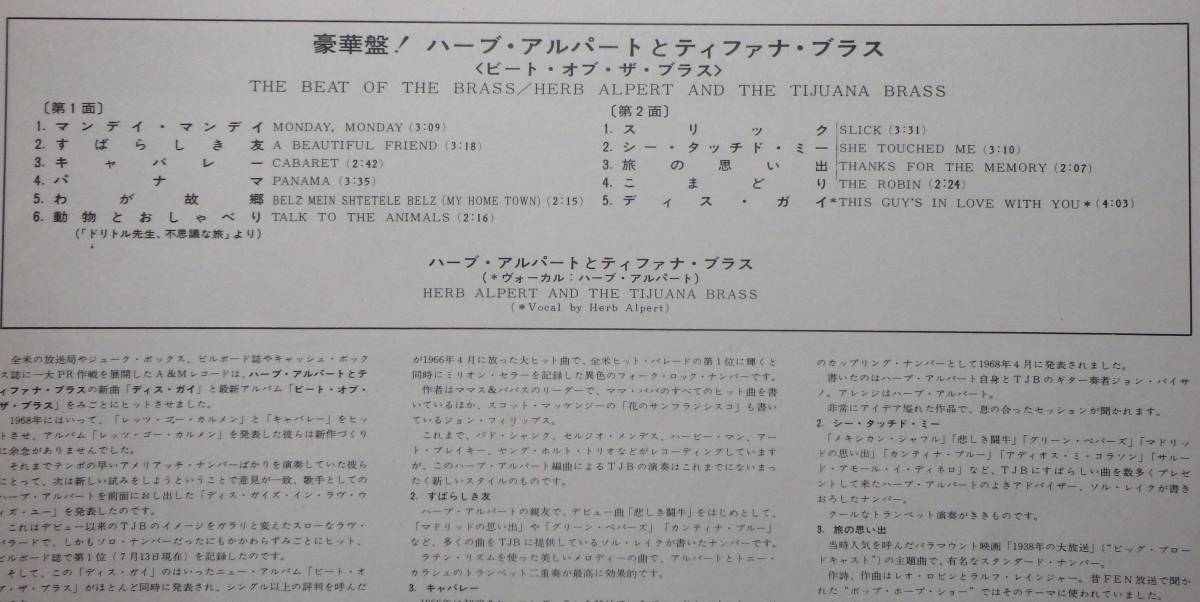 豪華盤! ハーブ・アルパートとティファナ・ブラス
〈ビート・オブ・ザ・ブラス〉
THE BEAT OF THE BRASS/HERB ALPERT AND THE TIJUANA BRASS
〔第1面〕
1. マンデイ・マンデイ MONDAY, MONDAY (3:09)
2. すばらしき友 A BEAUTIFUL FRIEND (3:18)
3. キャバレー CABARET (2:42)
4. パナマ PANAMA (3:35)
5. わが故郷 BELZ MEIN SHTETELE BELZ (MY HOME TOWN) (2:15)
6. 動物とおしゃべり TALK TO THE ANIMALS (2:16)
(「ドリトル先生、不思議な旅」より)
〔第2面〕
1. スリック SLICK (3:31)
2. シー・タッチド・ミー SHE TOUCHED ME (3:10)
3. 旅の思い出 THANKS FOR THE MEMORY (2:07)
4. こまどり THE ROBIN (2:24)
5. ディス・ガイ*THIS GUY'S IN LOVE WITH YOU* (4:03)
ハーブ・アルパートとティファナ・ブラス
(*ヴォーカル:ハーブ・アルパート)
HERB ALPERT AND THE TIJUANA BRASS
(*Vocal by Herb Alpert)
全米の放送局やジューク・ボックス、ビルボード誌やキャッシュ・ボック
ス誌に一大PR作戦を展開したA&Mレコードは、ハーブ・アルパートとテ
ィファナ・ブラスの新曲「ディス・ガイ」と最新アルバム「ビート・オブ・
ザ・ブラス」をみごとにヒットさせました。
1968年にはいって、「レッツ・ゴー・カルメン」と「キャバレー」をヒッ
トさせ、アルバム「レッツ・ゴー・カルメン」を発表した彼らは新作づくり
に余念がありませんでした。
それまでテンポの早いアメリアッチ・ナンバーばかりを演奏していた彼ら
にとって、次は新しい試みをしようということで意見が一致、歌手としての
ハーブ・アルパートを前面におし出した「ディス・ガイズ・イン・ラヴ・ウ
ィズ・ユー」を発表したのです。
これはデビュー以来のTJBのイメージをガラリと変えたスローなラヴ・
バラードで、しかもソロ・ナンバーだったにもかかわらずみごとにヒット、
ビルボード誌で第1位(7月13日現在)を記録したのです。
そして、この「ディス・ガイ」のはいったニュー・アルバム「ビート・オ
ブ・ザ・ブラス」がほとんど同時に発表され、シングル以上の評判を呼んだ
が1966年4月に放った大ヒット曲で、全米ヒット・パレードの第1位に輝くと
同時にミリオン・セラーを記録した異色のフォーク・ロック・ナンバーです。
作者はママス&パパスのリーダーで、ママ・パパのすべてのヒット曲を書
いているほか、スコット・マッケンジーの「花のサンフランシスコ」も書い
ているジョン・フィリップス。
これまで、バド・シャンク、セルジオ・メンデス、ハービー・マン、アー
ト・ブレイキー、ヤング・ホルト・トリオなどがレコーディングしています
が、このハーブ・アルパート編曲によるTJBの演奏はこれまでにないまっ
たく新しいスタイルのものです。
2. すばらしき友
ハーブ・アルパートの親友で、デビュー曲「悲しき闘牛」をはじめとして、
「マドリッドの思い出」や「グリーン・ペパーズ」「カンティナ・ブルー」
など、多くの曲をTJBに提供しているソル・レイクが書いたナンバーです。
ラテン・リズムを使った美しいメロディーの曲で、アルパートとトニー・
カラシュのトランペット二重奏が最高に効果的です。
3. キャバレー
のカップリング・ナンバーとして1968年4月に発表されました。
書いたのはハーブ・アルパート自身とTJBのギター奏者ジョン・パイサ
ノ。アレンジはハーブ・アルパート。
非常にアイデア溢れた作品で、息の合ったセッションが聞かれます。
2. シー・タッチド・ミー
「メキシカン・シャフル」「悲しき闘牛」「グリーン・ペパーズ」「マドリッ
ドの思い出」「カンティナ・ブルー」「アディオス・ミ・コラソン」「サルー
ド・アモール・イ・ディネロ」など、TJBにすばらしい曲を数多くプレゼ
ントして来たハーブ・アルパートのよきアドバイザー、ソル・レイクが書き
おろしたナンバー。
クールなトランペット演奏がききものです。
3. 旅の思い出
当時人気を呼んだパラマウント映画「1938年の大放送」("ビッグ・ブロー
ドキャスト")の主題曲で、有名なスタンダード・ナンバー。
作詩、作曲はレオ・ロビンとラルフ・レインジャー。昔FEN放送で聞か
れた"ボップ・ホープ・ショー"ではそのテーマに使われていました。